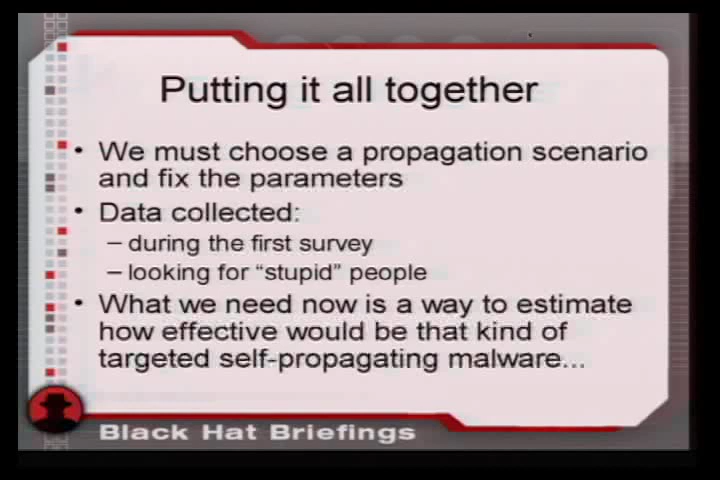 Putting it all together
• We must choose a propagation scenario
and fix the parameters
• Data collected:
– during the first survey
– looking for “stupid” people
• What we need now is a way to estimate
how effective would be that kind of
targeted self-propagating malware...
Black Hat Briefings